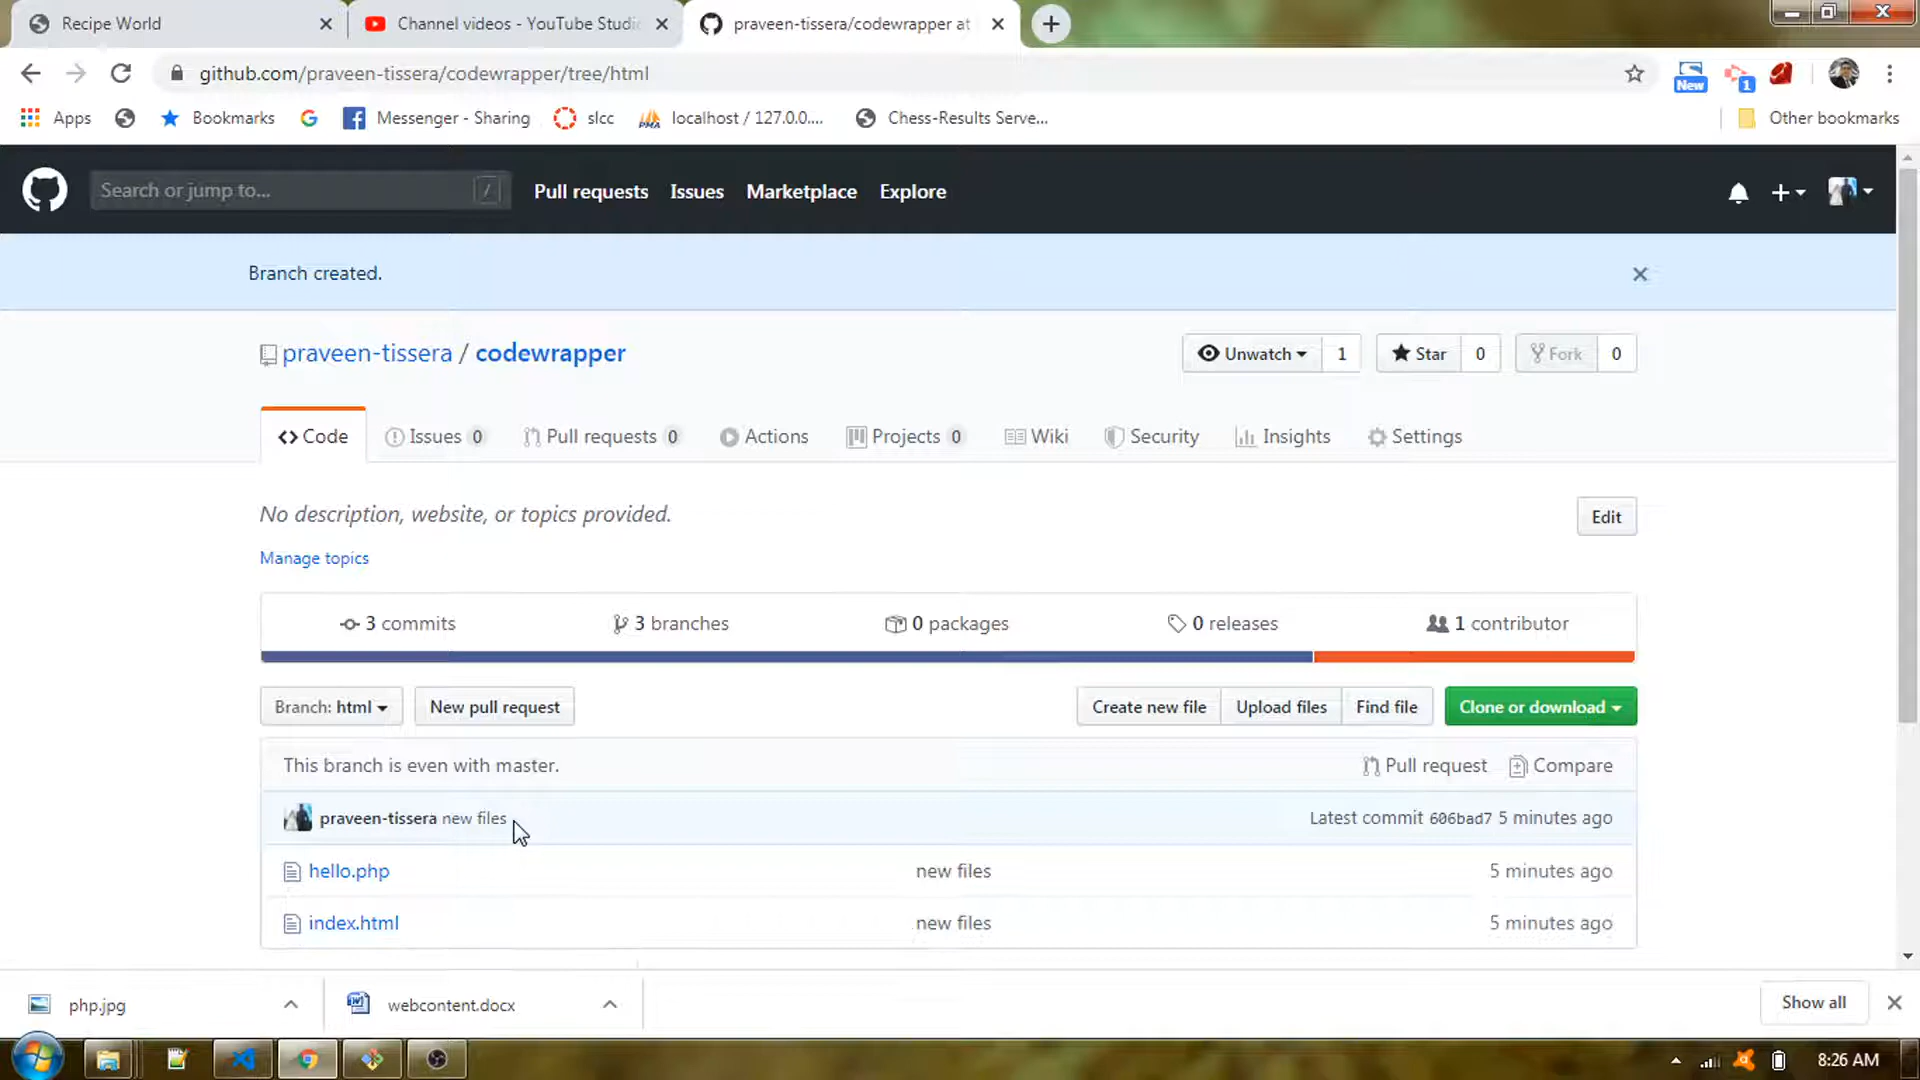 Recipe World
Channel videos - YouTube Studi
praveen-tissera/codewrapper at
github.com/praveen-tissera/codewrapper/tree/html
New
1
Apps
Bookmarks
Messenger - Sharing
slcc
PMA
localhost / 127.0.0....
Chess-Results Serve...
Other bookmarks
Search or jump to...
/
Pull requests
Issues
Marketplace
Explore
Branch created.
praveen-tissera / codewrapper
Unwatch 1
Star 0
Fork 0
Code
Issues 0
Pull requests 0
Actions
Projects 0
Wiki
Security
Insights
Settings
No description, website, or topics provided.
Edit
Manage topics
3 commits
3 branches
0 packages
0 releases
1 contributor
Branch: html
New pull request
Create new file
Upload files
Find file
Clone or download
This branch is even with master.
Pull request
Compare
praveen-tissera new files
Latest commit 606bad7 5 minutes ago
hello.php
new files
5 minutes ago
index.html
new files
5 minutes ago
php.jpg
webcontent.docx
Show all
8:26 AM